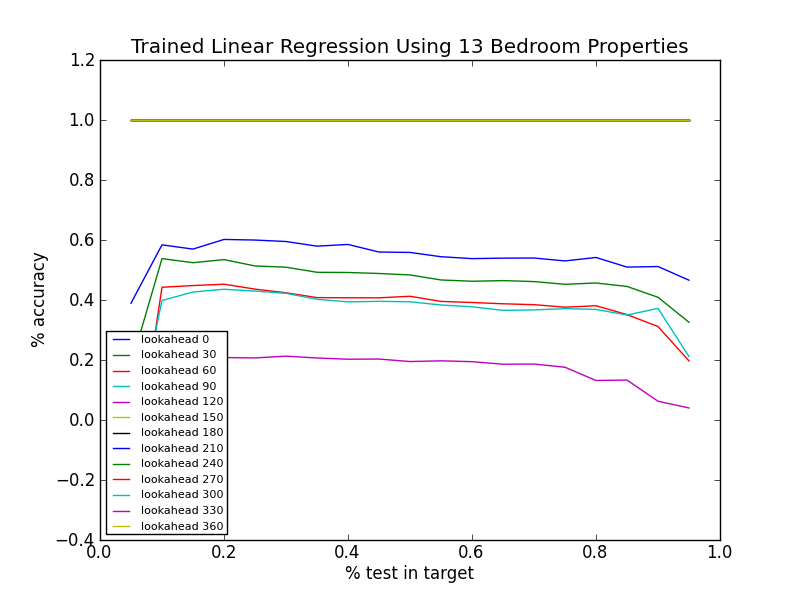 Trained Linear Regression Using 13 Bedroom Properties
1.2
1.0
0.8
0.6
0.4
0.2
0.0
−0.2
−0.4
% accuracy
lookahead 0
lookahead 30
lookahead 60
lookahead 90
lookahead 120
lookahead 150
lookahead 180
lookahead 210
lookahead 240
lookahead 270
lookahead 300
lookahead 330
lookahead 360
0.0 0.2 0.4 0.6 0.8 1.0
% test in target